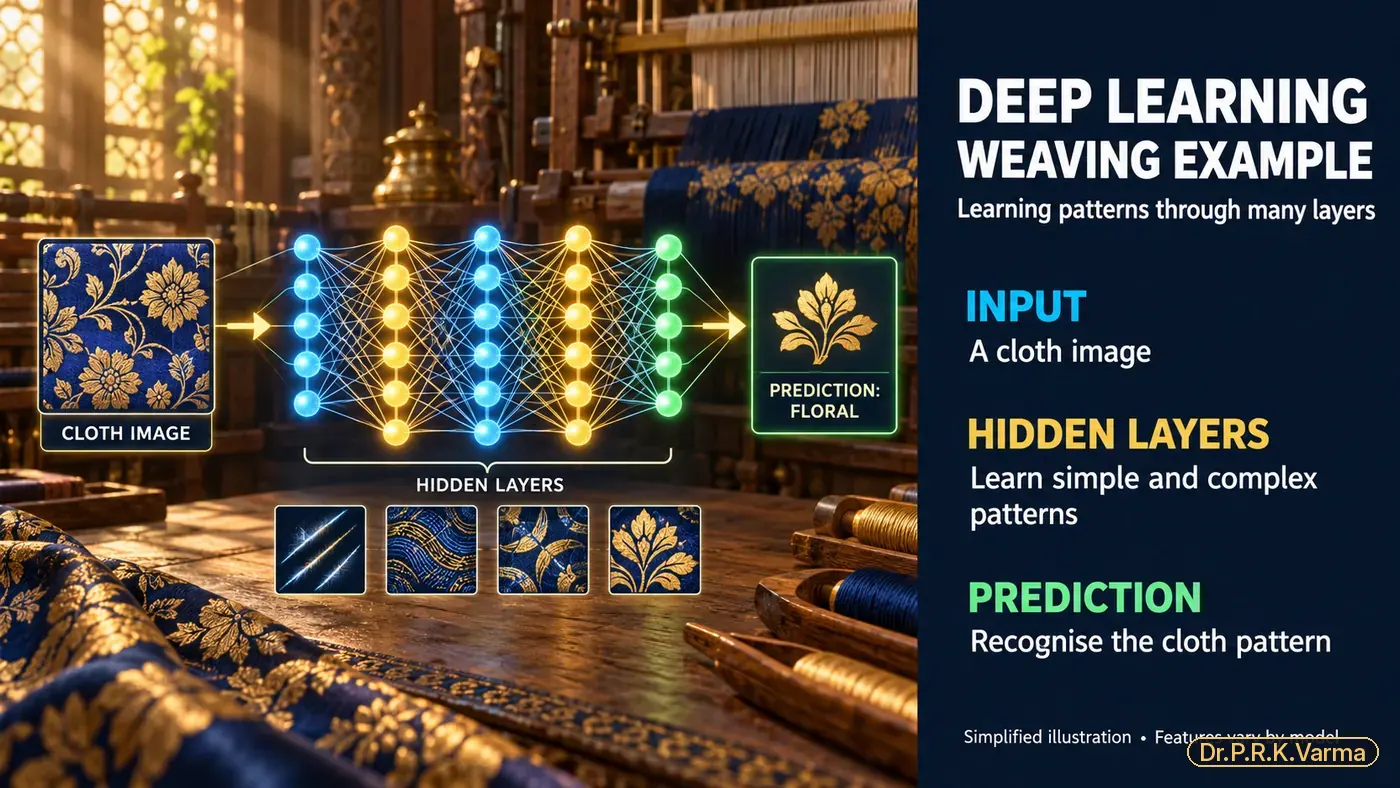 DEEP LEARNING
WEAVING EXAMPLE
Learning patterns through many layers
INPUT
A cloth image
HIDDEN LAYERS
Learn simple and complex
patterns
PREDICTION
Recognise the cloth pattern
CLOTH IMAGE
HIDDEN LAYERS
PREDICTION:
FLORAL
Simplified illustration • Features vary by model
Dr.P.R.K.Varma